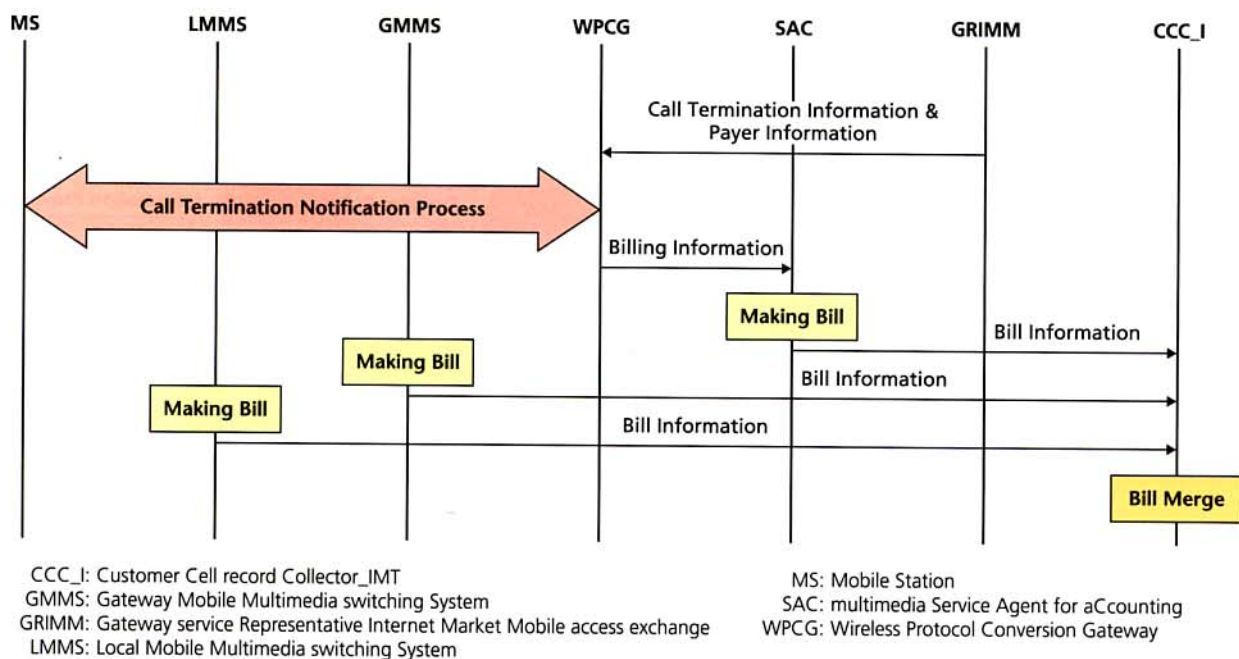 MS LMMS GMMS WPCG SAC GRIMM CCC_I
Call Termination Information &
Payer Information
Call Termination Notification Process
Billing Information
Making Bill
Bill Information
Making Bill
Bill Information
Making Bill
Bill Information
Bill Merge
CCC_I: Customer Cell record Collector_IMT
GMMS: Gateway Mobile Multimedia switching System
GRIMM: Gateway service Representative Internet Market Mobile access exchange
LMMS: Local Mobile Multimedia switching System
MS: Mobile Station
SAC: multimedia Service Agent for aCcounting
WPCG: Wireless Protocol Conversion Gateway